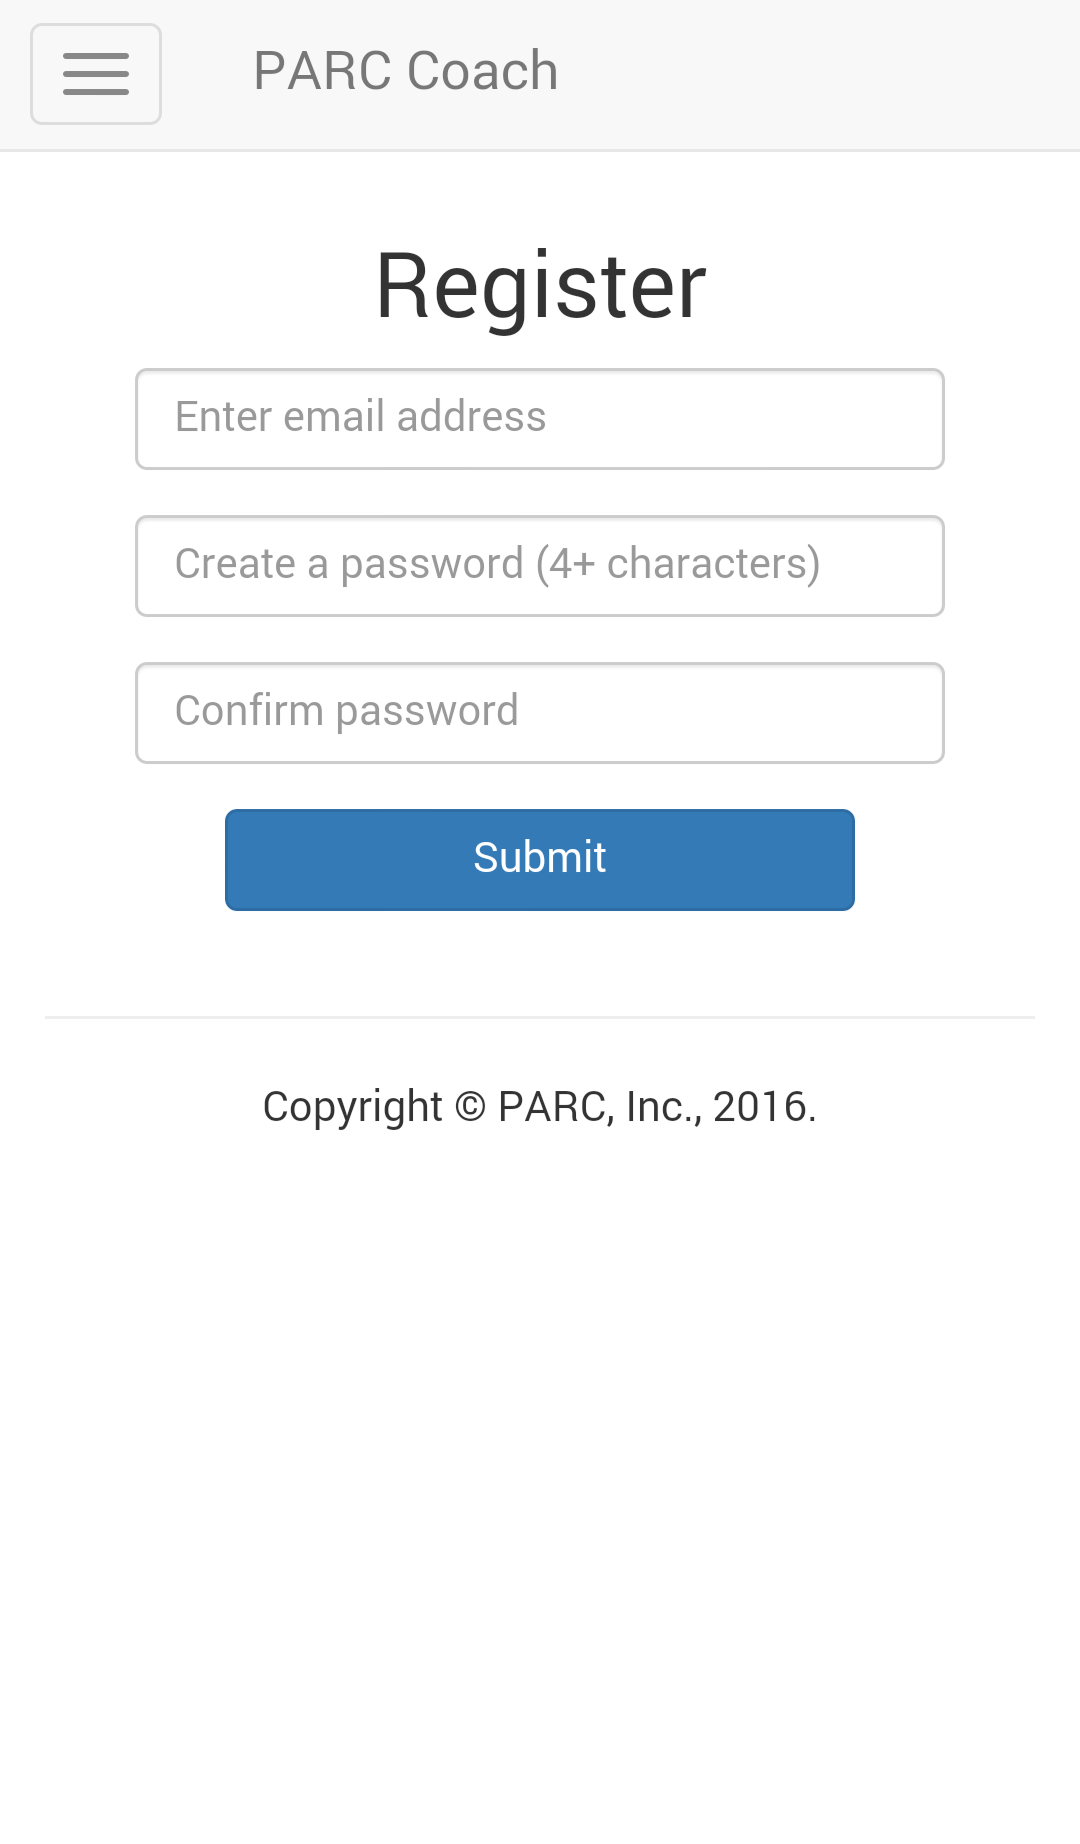 PARC Coach
Register
Enter email address
Create a password (4+ characters)
Confirm password
Submit
Copyright © PARC, Inc., 2016.